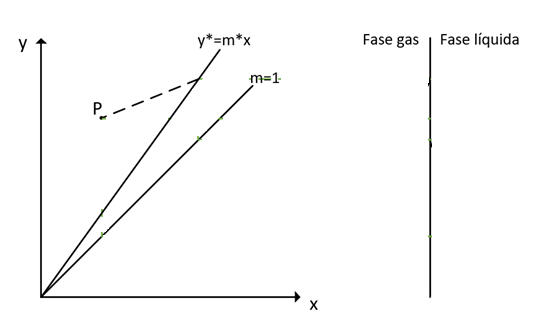 y
y*=m*x
m=1
P
x
Fase gas
Fase líquida